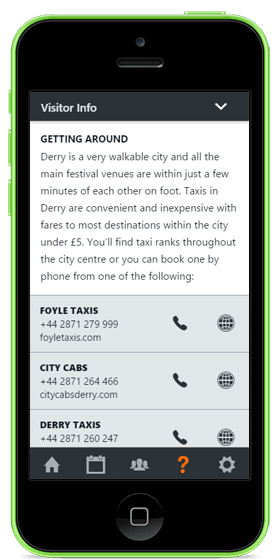 Visitor Info
GETTING AROUND
Derry is a very walkable city and all the
main festival venues are within just a few
minutes of each other on foot. Taxis in
Derry are convenient and inexpensive with
fares to most destinations within the city
under £5. You'll find taxi ranks throughout
the city centre or you can book one by
phone from one of the following:
FOYLE TAXIS
+44 2871 279 999
foyletaxis.com
CITY CABS
+44 2871 264 466
citycabsderry.com
DERRY TAXIS
+44 2871 260 247
?